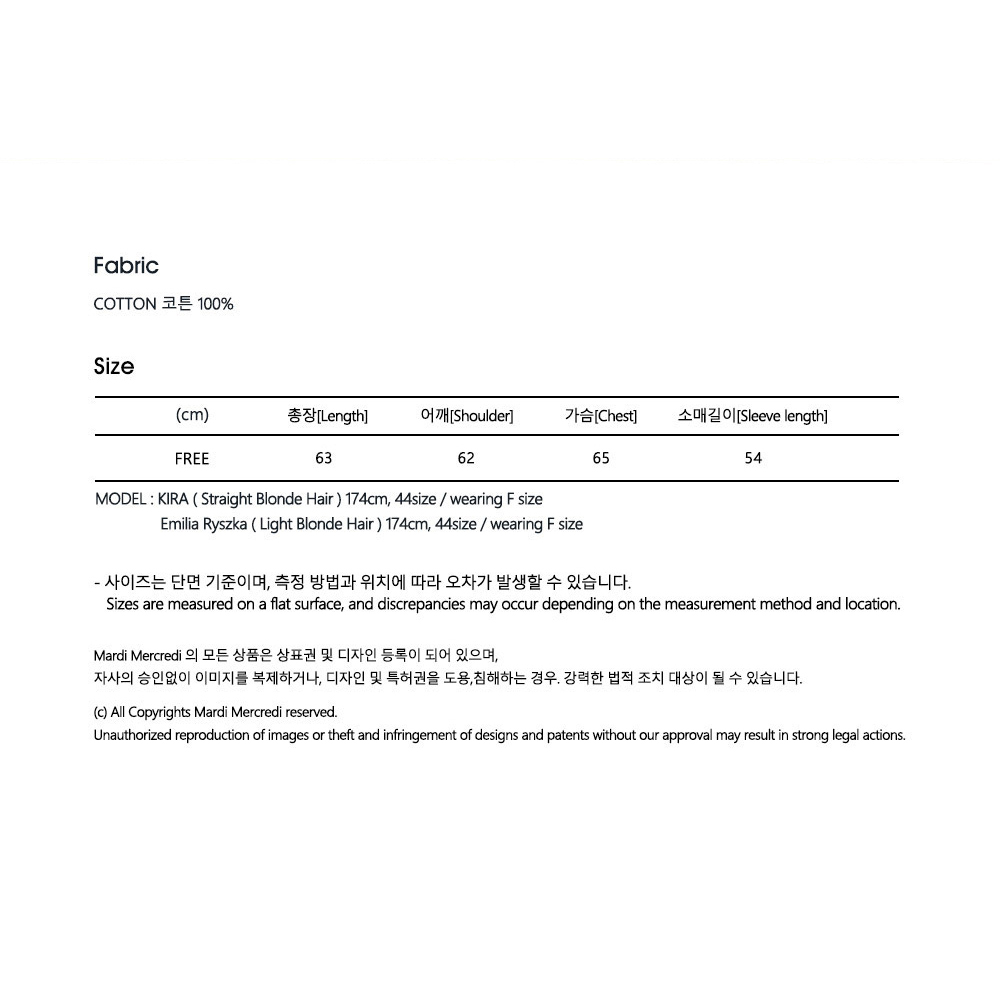 Fabric
COTTON 코튼 100%
Size
(cm) 총장[Length] 어깨[Shoulder] 가슴[Chest] 소매길이[Sleeve length]
FREE 63 62 65 54
MODEL : KIRA ( Straight Blonde Hair ) 174cm, 44size / wearing F size
Emilia Ryszka ( Light Blonde Hair ) 174cm, 44size / wearing F size
- 사이즈는 단면 기준이며, 측정 방법과 위치에 따라 오차가 발생할 수 있습니다.
Sizes are measured on a flat surface, and discrepancies may occur depending on the measurement method and location.
Mardi Mercredi 의 모든 상품은 상표권 및 디자인 등록이 되어 있으며,
자사의 승인없이 이미지를 복제하거나, 디자인 및 특허권을 도용,침해하는 경우. 강력한 법적 조치 대상이 될 수 있습니다.
(c) All Copyrights Mardi Mercredi reserved.
Unauthorized reproduction of images or theft and infringement of designs and patents without our approval may result in strong legal actions.